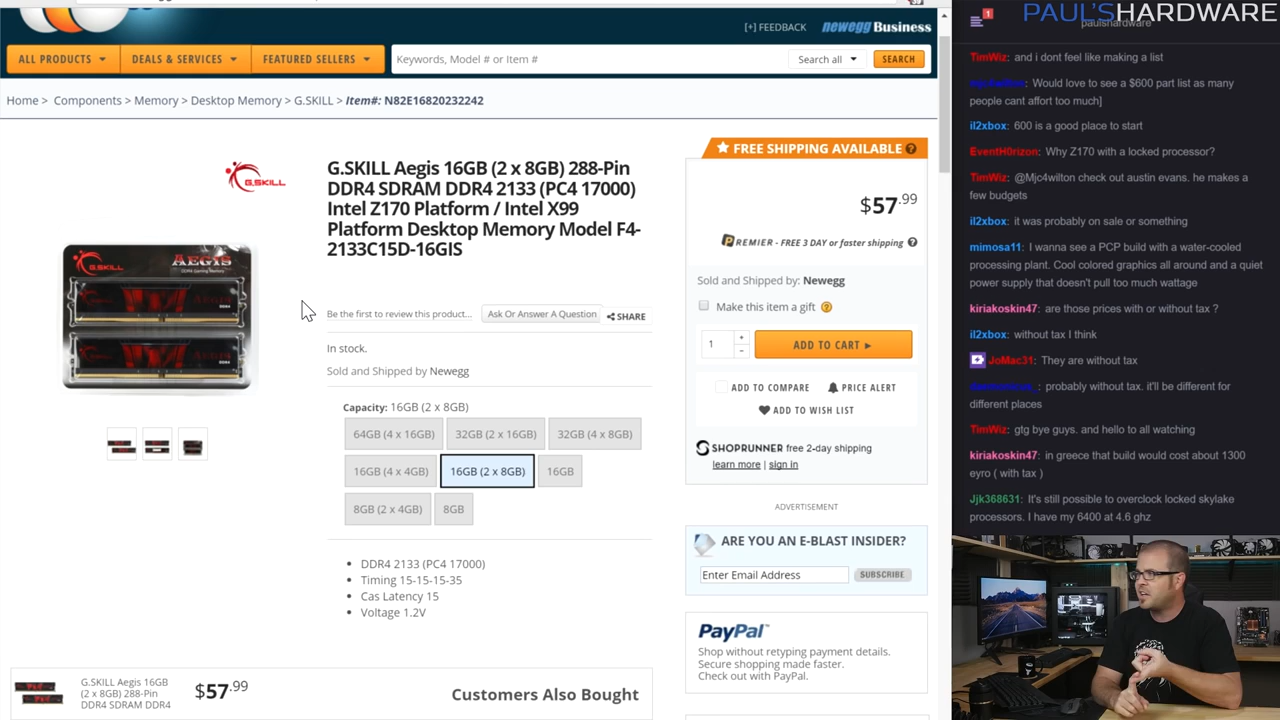 [+] FEEDBACK
newegg Business
ALL PRODUCTS
DEALS & SERVICES
FEATURED SELLERS
Keywords, Model # or Item #
Search all
SEARCH
Home > Components > Memory > Desktop Memory > G.SKILL > Item#: N82E16820232242
G.SKILL
G.SKILL
AEGIS
G.SKILL Aegis 16GB (2 x 8GB) 288-Pin
DDR4 SDRAM DDR4 2133 (PC4 17000)
Intel Z170 Platform / Intel X99
Platform Desktop Memory Model F4-
2133C15D-16GIS
Be the first to review this product...
Ask Or Answer A Question
SHARE
In stock.
Sold and Shipped by Newegg
Capacity: 16GB (2 x 8GB)
64GB (4 x 16GB)
32GB (2 x 16GB)
32GB (4 x 8GB)
16GB (4 x 4GB)
16GB (2 x 8GB)
16GB
8GB (2 x 4GB)
8GB
• DDR4 2133 (PC4 17000)
• Timing 15-15-15-35
• Cas Latency 15
• Voltage 1.2V
G.SKILL Aegis 16GB
(2 x 8GB) 288-Pin
DDR4 SDRAM DDR4
$57.99
Customers Also Bought
FREE SHIPPING AVAILABLE ?
$57.99
PREMIER - FREE 3 DAY or faster shipping ?
Sold and Shipped by: Newegg
Make this item a gift ?
1
+
-
ADD TO CART ►
ADD TO COMPARE
PRICE ALERT
ADD TO WISH LIST
SHOPRUNNER free 2-day shipping
learn more | sign in
ADVERTISEMENT
ARE YOU AN E-BLAST INSIDER?
Enter Email Address
SUBSCRIBE
PayPal™
Shop without retyping payment details.
Secure shopping made faster.
Check out with PayPal.
1
PAUL'SHARDWARE
paulshardware
TimWiz: and i dont feel like making a list
Would love to see a $600 part list as many
people cant affort too much]
il2xbox: 600 is a good place to start
EventH0rizon: Why Z170 with a locked processor?
TimWiz: @Mjc4wilton check out austin evans. he makes a
few budgets
il2xbox: it was probably on sale or something
mimosa11: I wanna see a PCP build with a water-cooled
processing plant. Cool colored graphics all around and a quiet
power supply that doesn't pull too much wattage
kiriakoskin47: are those prices with or without tax ?
il2xbox: without tax I think
JoMac31: They are without tax
probably without tax. it'll be different for
different places
TimWiz: gtg bye guys. and hello to all watching
kiriakoskin47: in greece that build would cost about 1300
eyro ( with tax )
Jjk368631: It's still possible to overclock locked skylake
processors. I have my 6400 at 4.6 ghz